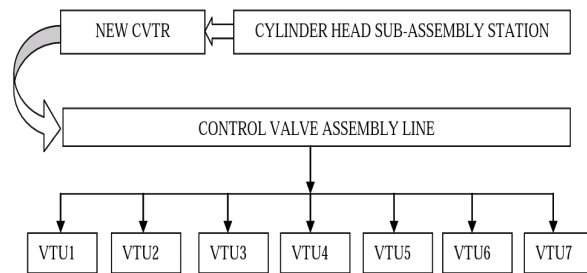 NEW CVTR
CYLINDER HEAD SUB-ASSEMBLY STATION
CONTROL VALVE ASSEMBLY LINE
VTU1
VTU2
VTU3
VTU4
VTU5
VTU6
VTU7